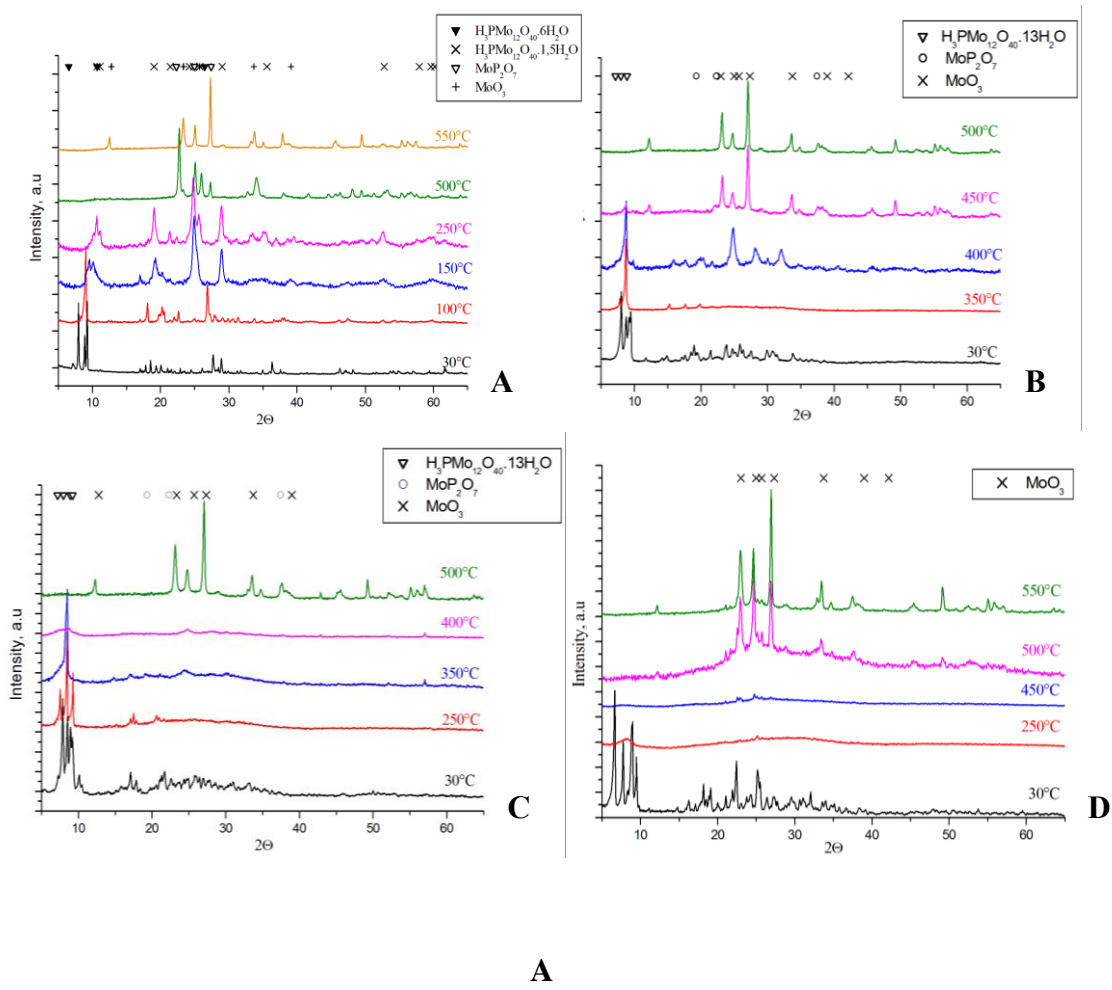 H₃PMo₁₂O₄₀.6H₂O
H₃PMo₁₂O₄₀.1,5H₂O
MoP₂O₇
MoO₃
550°C
500°C
250°C
150°C
100°C
30°C
Intensity, a.u
10 20 30 40 50 60
2Θ
A
H₃PMo₁₂O₄₀.13H₂O
MoP₂O₇
MoO₃
500°C
450°C
400°C
350°C
30°C
10 20 30 40 50 60
2Θ
B
H₃PMo₁₂O₄₀.13H₂O
MoP₂O₇
MoO₃
500°C
400°C
350°C
250°C
30°C
Intensity, a.u
10 20 30 40 50 60
2Θ
C
MoO₃
550°C
500°C
450°C
250°C
30°C
Intensity, a.u
10 20 30 40 50 60
2Θ
D
A